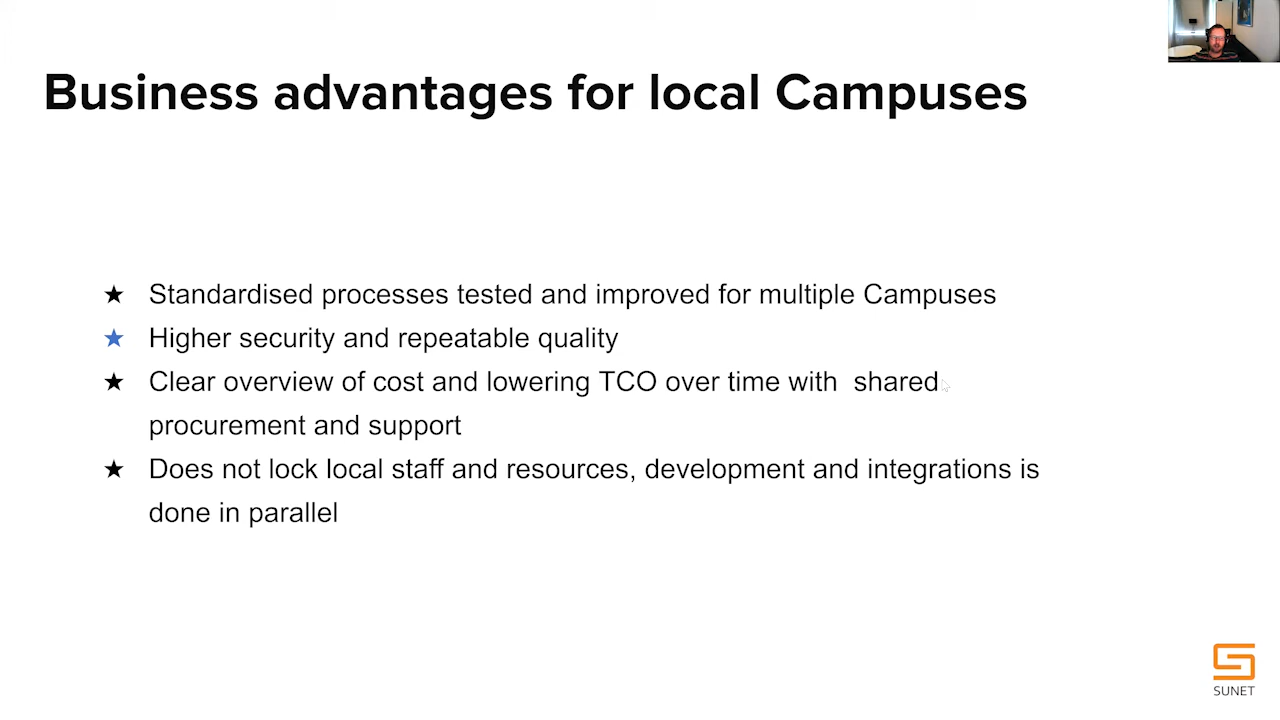 Business advantages for local Campuses
★ Standardised processes tested and improved for multiple Campuses
★ Higher security and repeatable quality
★ Clear overview of cost and lowering TCO over time with  shared
procurement and support
★ Does not lock local staff and resources, development and integrations is
done in parallel
SUNET